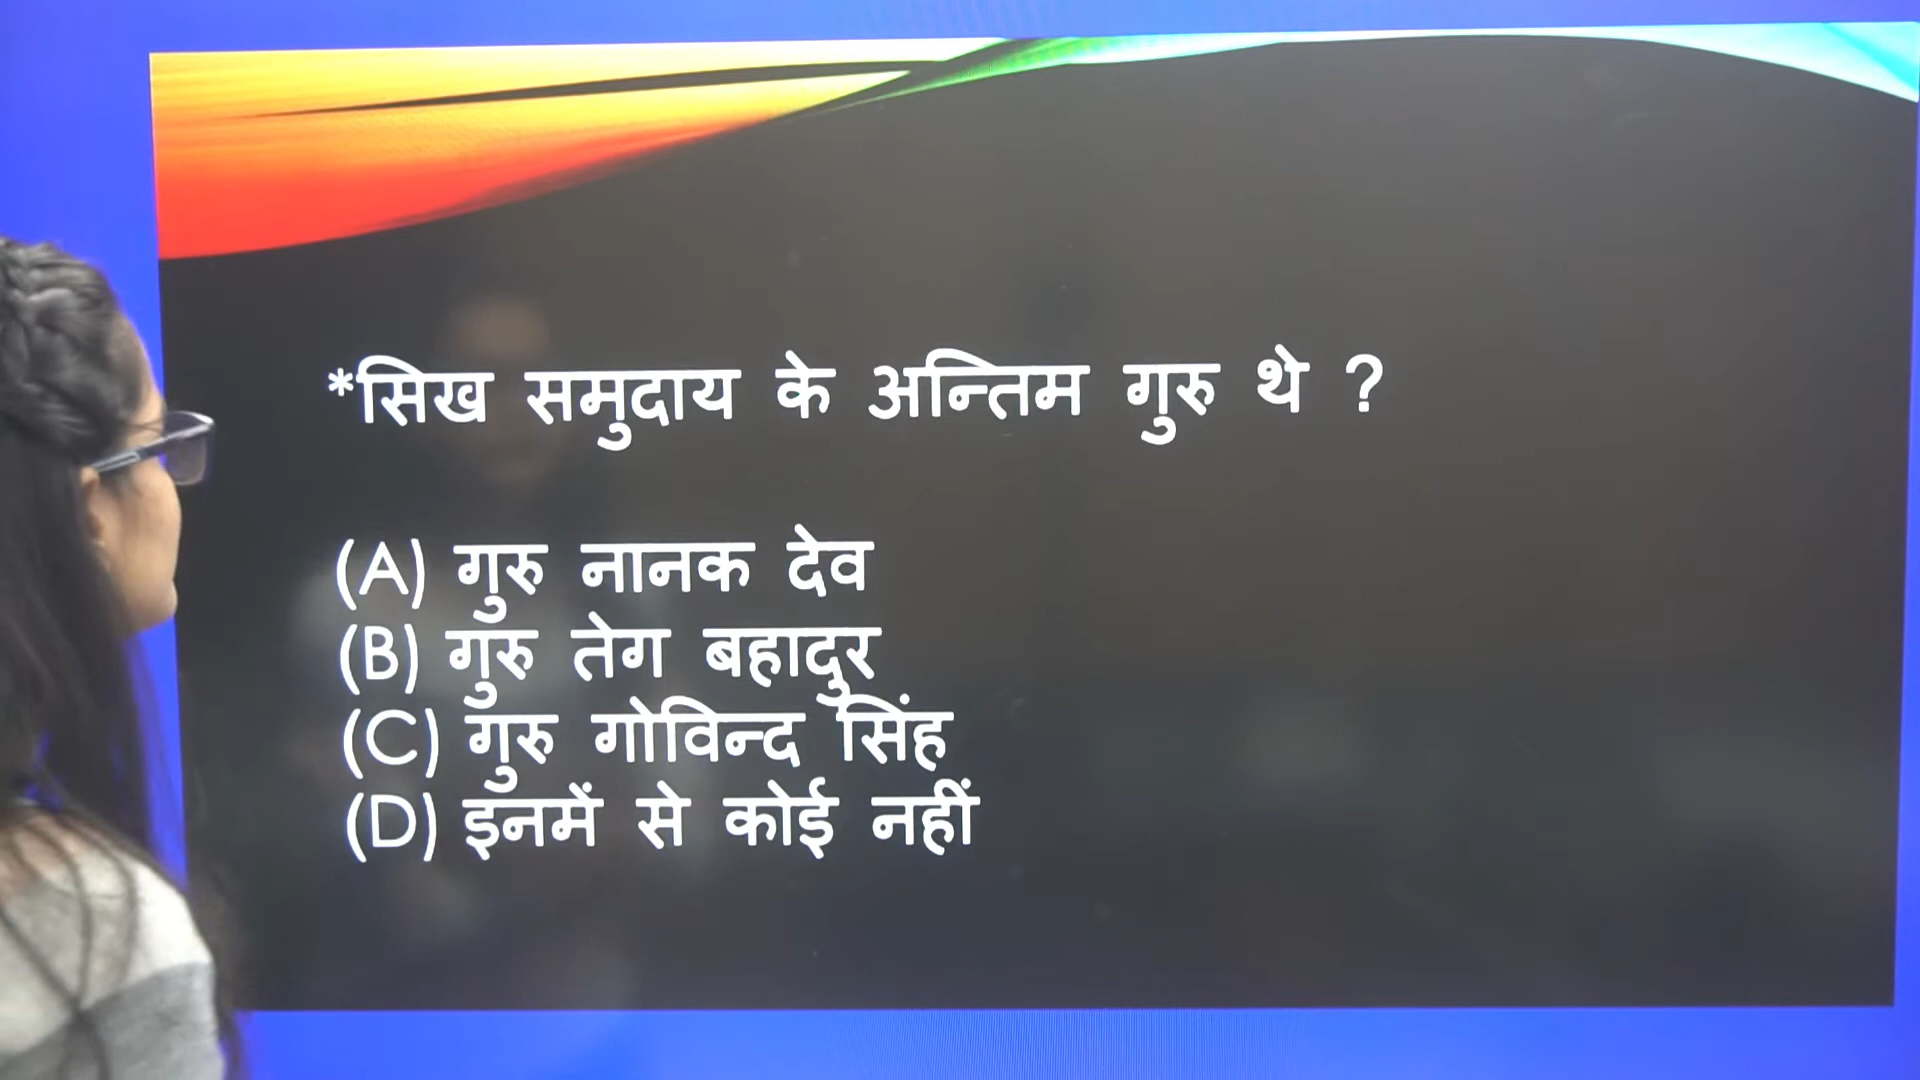 *सिख समुदाय के अन्तिम गुरु थे ?
(A) गुरु नानक देव
(B) गुरु तेग बहादुर
(C) गुरु गोविन्द सिंह
(D) इनमें से कोई नहीं